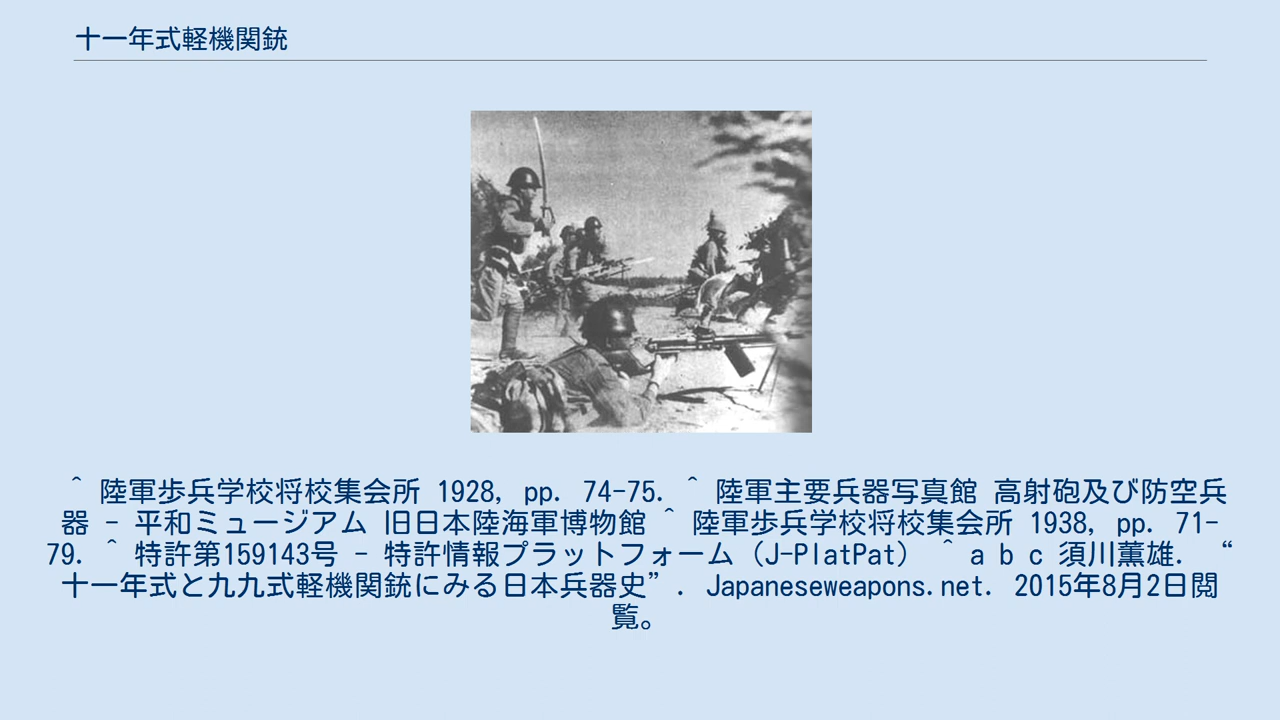 十一年式軽機関銃
^ 陸軍歩兵学校将校集会所 1928, pp. 74-75. ^ 陸軍主要兵器写真館 高射砲及び防空兵
器 - 平和ミュージアム 旧日本陸海軍博物館 ^ 陸軍歩兵学校将校集会所 1938, pp. 71-
79. ^ 特許第159143号 - 特許情報プラットフォーム（J-PlatPat） ^ a b c 須川薫雄. “
十一年式と九九式軽機関銃にみる日本兵器史”. Japaneseweapons.net. 2015年8月2日閲
覧。